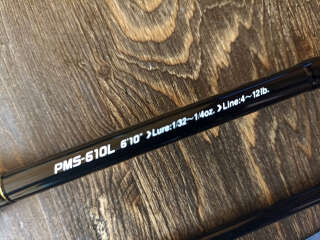 PMS-610L 6'10" ❯Lure:1/32～1/4oz. ❯Line:4～12lb.